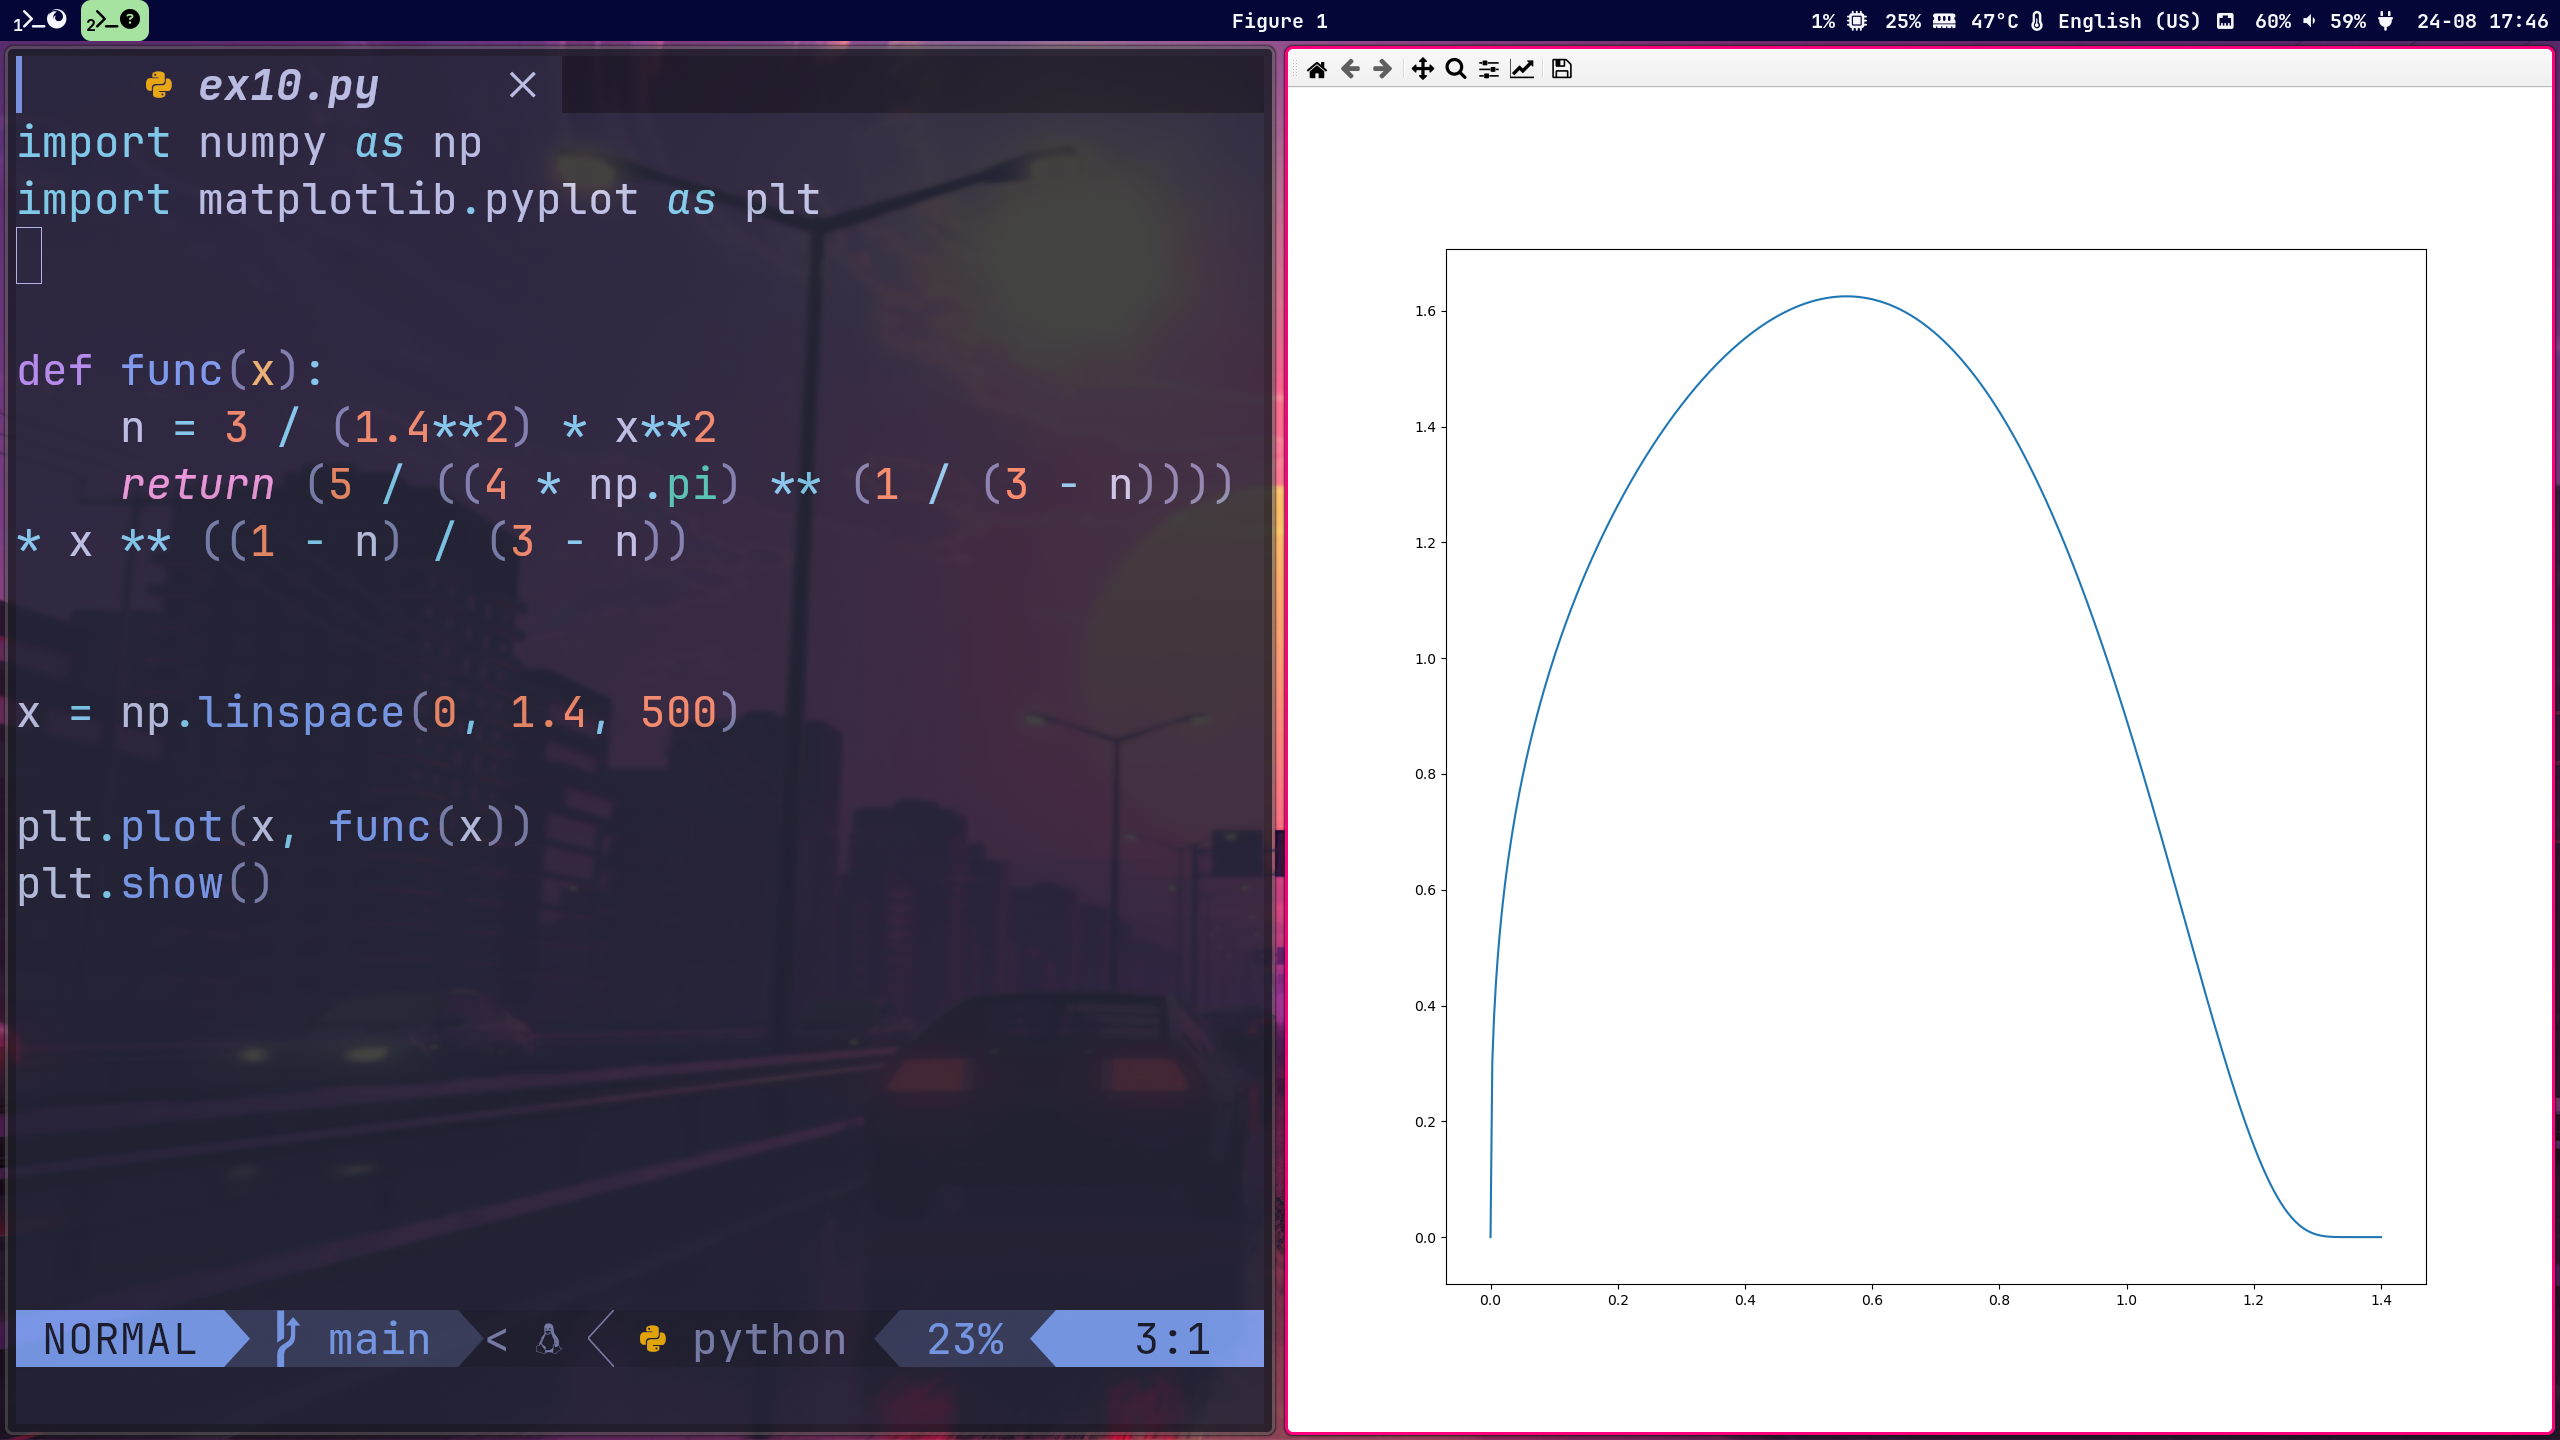 1 2 Figure 1 1% 25% 47°C English (US) 60% 59% 24-08 17:46
ex10.py
import numpy as np
import matplotlib.pyplot as plt
def func(x):
n = 3 / (1.4**2) * x**2
return (5 / ((4 * np.pi) ** (1 / (3 - n))))
* x ** ((1 - n) / (3 - n))
x = np.linspace(0, 1.4, 500)
plt.plot(x, func(x))
plt.show()
NORMAL main < python 23% 3:1
1.6
1.4
1.2
1.0
0.8
0.6
0.4
0.2
0.0
0.0 0.2 0.4 0.6 0.8 1.0 1.2 1.4